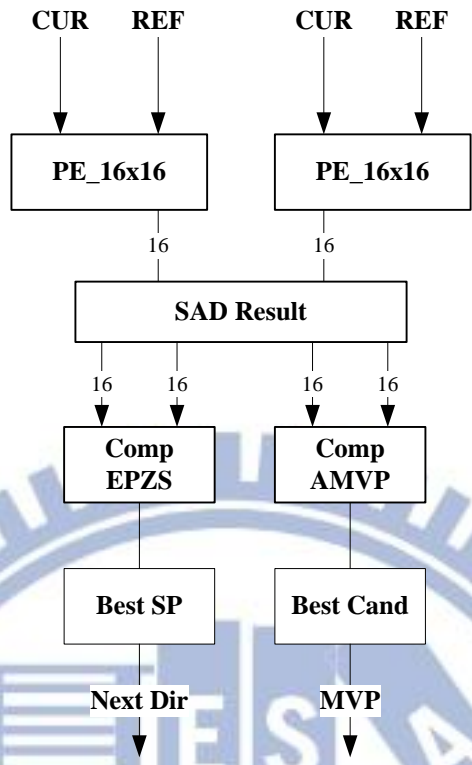 CUR REF CUR REF
PE_16x16 PE_16x16
16 16
SAD Result
16 16 16 16
Comp
EPZS
Comp
AMVP
Best SP Best Cand
Next Dir MVP
E S A